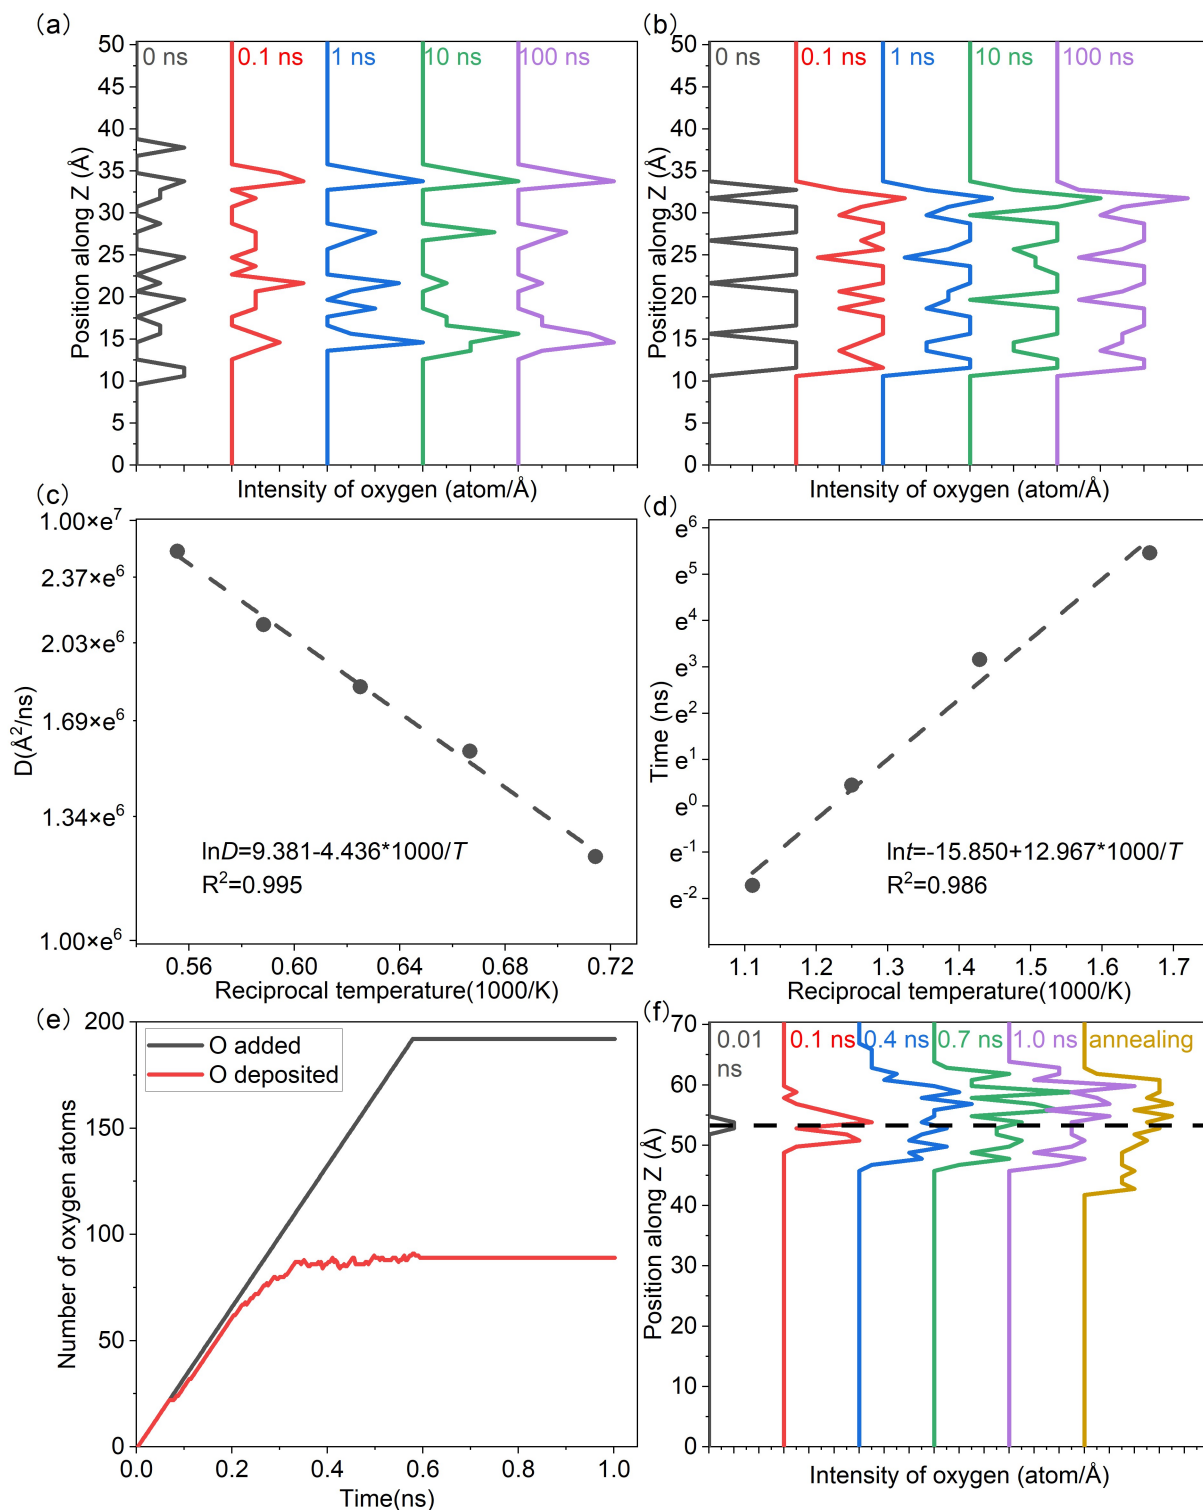 (a)
50
45
40
35
30
25
20
15
10
5
0
Position along Z (Å)
0 ns
0.1 ns
1 ns
10 ns
100 ns
Intensity of oxygen (atom/Å)
(b)
50
45
40
35
30
25
20
15
10
5
0
Position along Z (Å)
0 ns
0.1 ns
1 ns
10 ns
100 ns
Intensity of oxygen (atom/Å)
(c)
1.00×e⁷
2.37×e⁶
2.03×e⁶
1.69×e⁶
1.34×e⁶
1.00×e⁶
D(Å²/ns)
lnD=9.381-4.436*1000/T
R²=0.995
0.56
0.60
0.64
0.68
0.72
Reciprocal temperature(1000/K)
(d)
e⁶
e⁵
e⁴
e³
e²
e¹
e⁰
e⁻¹
e⁻²
Time (ns)
lnt=-15.850+12.967*1000/T
R²=0.986
1.1
1.2
1.3
1.4
1.5
1.6
1.7
Reciprocal temperature(1000/K)
(e)
200
150
100
50
0
Number of oxygen atoms
O added
O deposited
0.0
0.2
0.4
0.6
0.8
1.0
Time(ns)
(f)
70
60
50
40
30
20
10
0
Position along Z (Å)
0.01
ns
0.1 ns
0.4 ns
0.7 ns
1.0 ns
annealing
Intensity of oxygen (atom/Å)